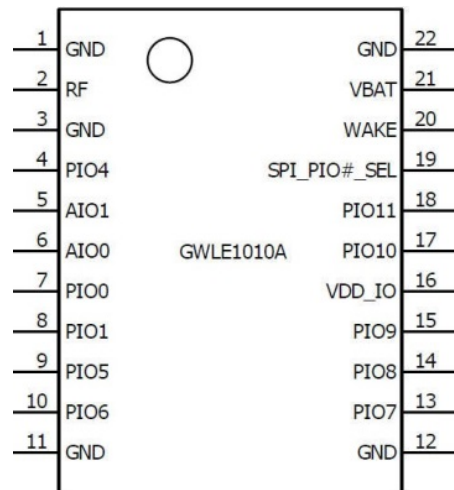 1 GND GND 22
2 RF VBAT 21
3 GND WAKE 20
4 PIO4 SPI_PIO#_SEL 19
5 AIO1 PIO11 18
6 AIO0 GWLE1010A PIO10 17
7 PIO0 VDD_IO 16
8 PIO1 PIO9 15
9 PIO5 PIO8 14
10 PIO6 PIO7 13
11 GND GND 12